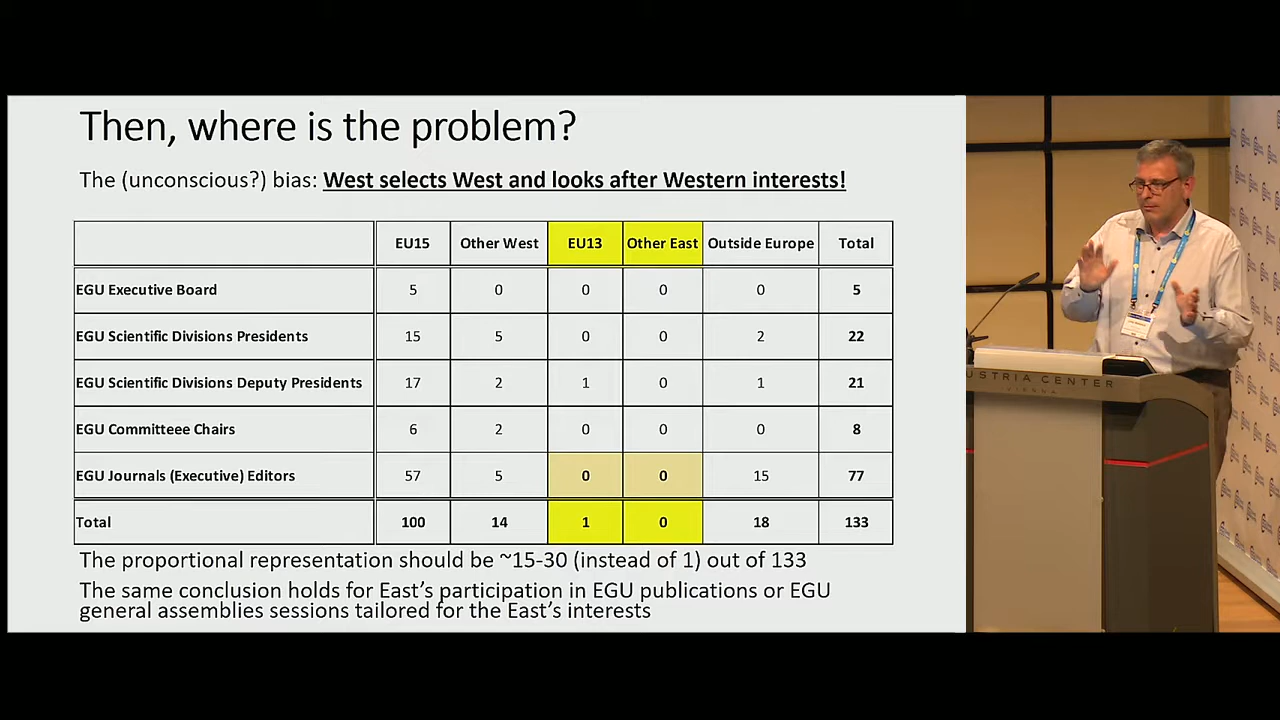 Then, where is the problem?
The (unconscious?) bias: West selects West and looks after Western interests!
EU15 Other West EU13 Other East Outside Europe Total
EGU Executive Board 5 0 0 0 0 5
EGU Scientific Divisions Presidents 15 5 0 0 2 22
EGU Scientific Divisions Deputy Presidents 17 2 1 0 1 21
EGU Committeee Chairs 6 2 0 0 0 8
EGU Journals (Executive) Editors 57 5 0 0 15 77
Total 100 14 1 0 18 133
The proportional representation should be ~15-30 (instead of 1) out of 133
The same conclusion holds for East's participation in EGU publications or EGU
general assemblies sessions tailored for the East's interests
USTRIA CENTER